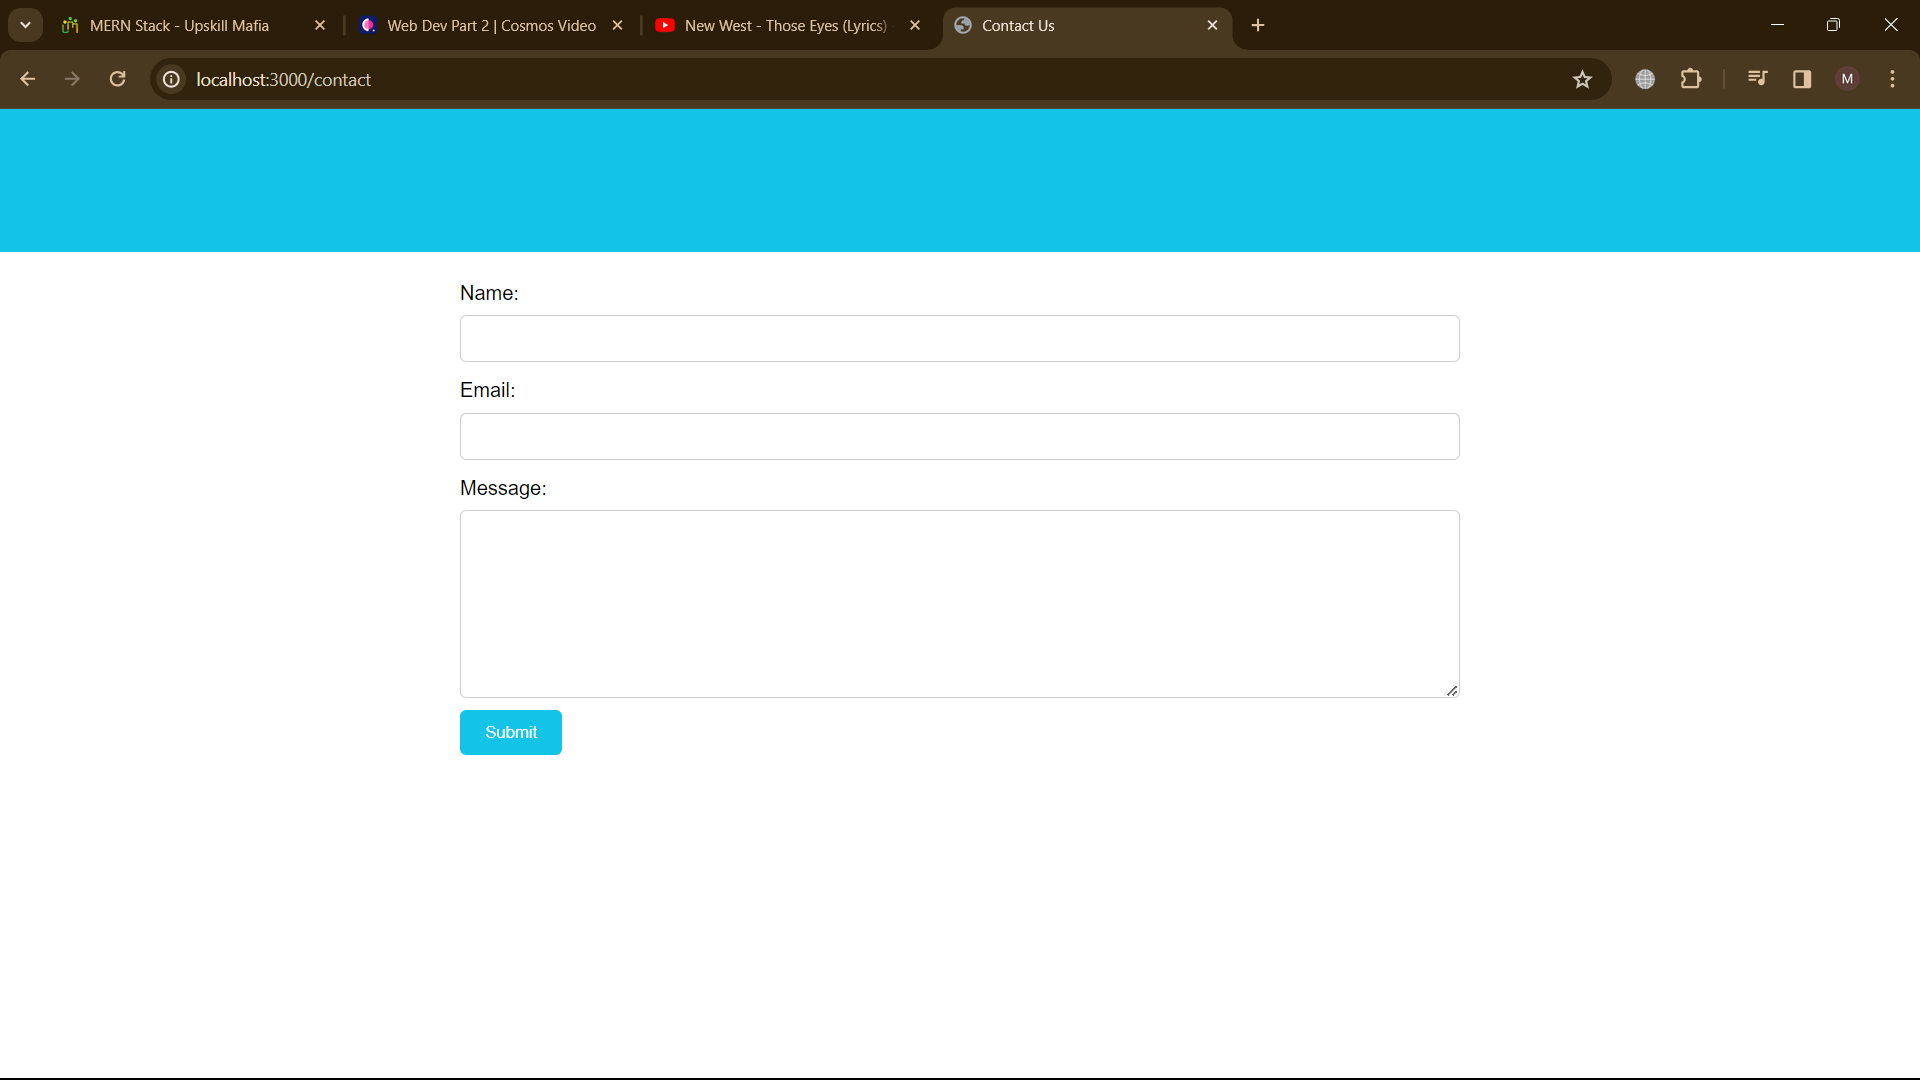 MERN Stack - Upskill Mafia
Web Dev Part 2 | Cosmos Video
New West - Those Eyes (Lyrics)
Contact Us
localhost:3000/contact
M
Name:
Email:
Message:
Submit